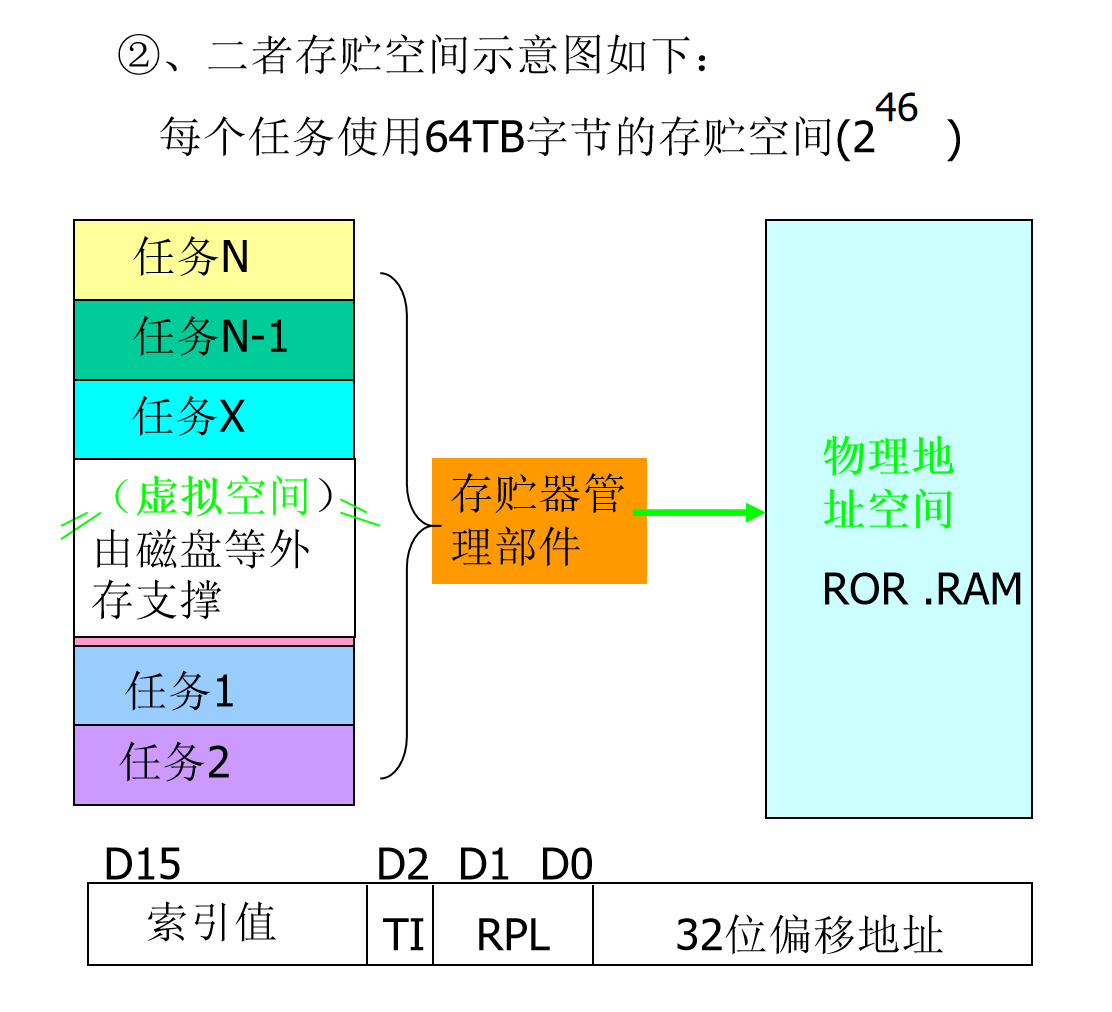 ②、二者存贮空间示意图如下：
每个任务使用64TB字节的存贮空间(2^46 )
任务N
任务N-1
任务X
（虚拟空间）
由磁盘等外
存支撑
任务1
任务2
存贮器管
理部件
物理地
址空间
ROR .RAM
D15 D2 D1 D0
索引值 TI RPL 32位偏移地址